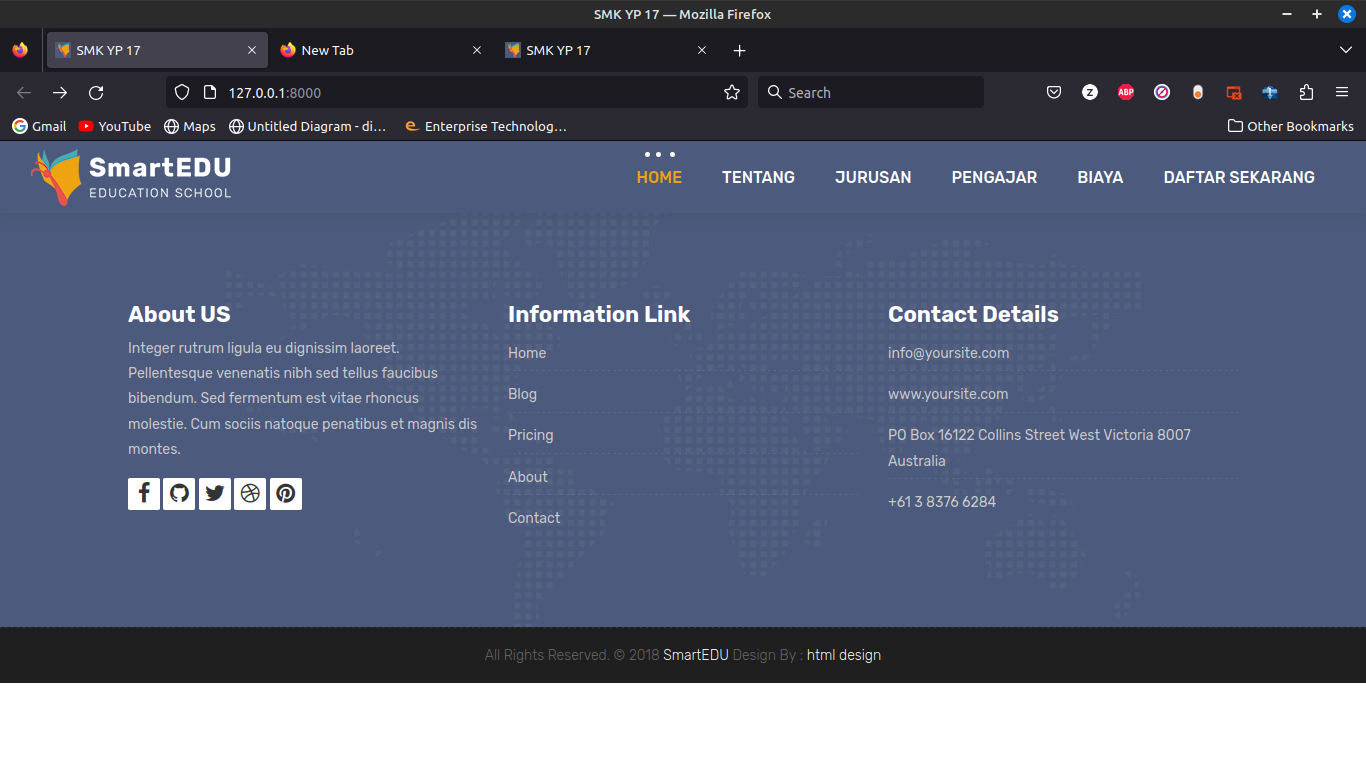 SMK YP 17 — Mozilla Firefox
SMK YP 17
New Tab
SMK YP 17
127.0.0.1:8000
Search
Z
ABP
Gmail
YouTube
Maps
Untitled Diagram - di…
Enterprise Technolog…
Other Bookmarks
SmartEDU
EDUCATION SCHOOL
HOME
TENTANG
JURUSAN
PENGAJAR
BIAYA
DAFTAR SEKARANG
About US
Integer rutrum ligula eu dignissim laoreet.
Pellentesque venenatis nibh sed tellus faucibus
bibendum. Sed fermentum est vitae rhoncus
molestie. Cum sociis natoque penatibus et magnis dis
montes.
Information Link
Home
Blog
Pricing
About
Contact
Contact Details
info@yoursite.com
www.yoursite.com
PO Box 16122 Collins Street West Victoria 8007
Australia
+61 3 8376 6284
All Rights Reserved. © 2018 SmartEDU Design By : html design